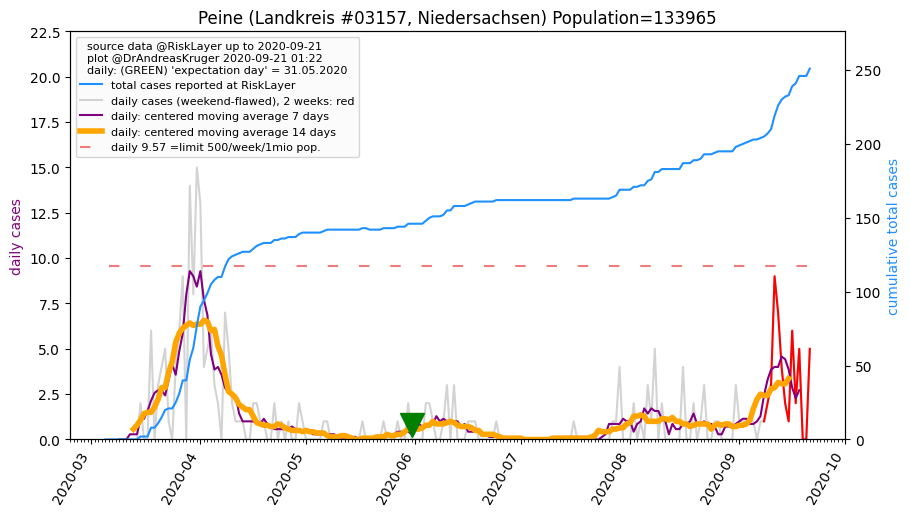 Peine (Landkreis #03157, Niedersachsen) Population=133965
source data @RiskLayer up to 2020-09-21
plot @DrAndreasKruger 2020-09-21 01:22
daily: (GREEN) 'expectation day' = 31.05.2020
total cases reported at RiskLayer
daily cases (weekend-flawed), 2 weeks: red
daily: centered moving average 7 days
daily: centered moving average 14 days
daily 9.57 =limit 500/week/1mio pop.
daily cases
22.5
20.0
17.5
15.0
12.5
10.0
7.5
5.0
2.5
0.0
cumulative total cases
250
200
150
100
50
0
2020-03
2020-04
2020-05
2020-06
2020-07
2020-08
2020-09
2020-10